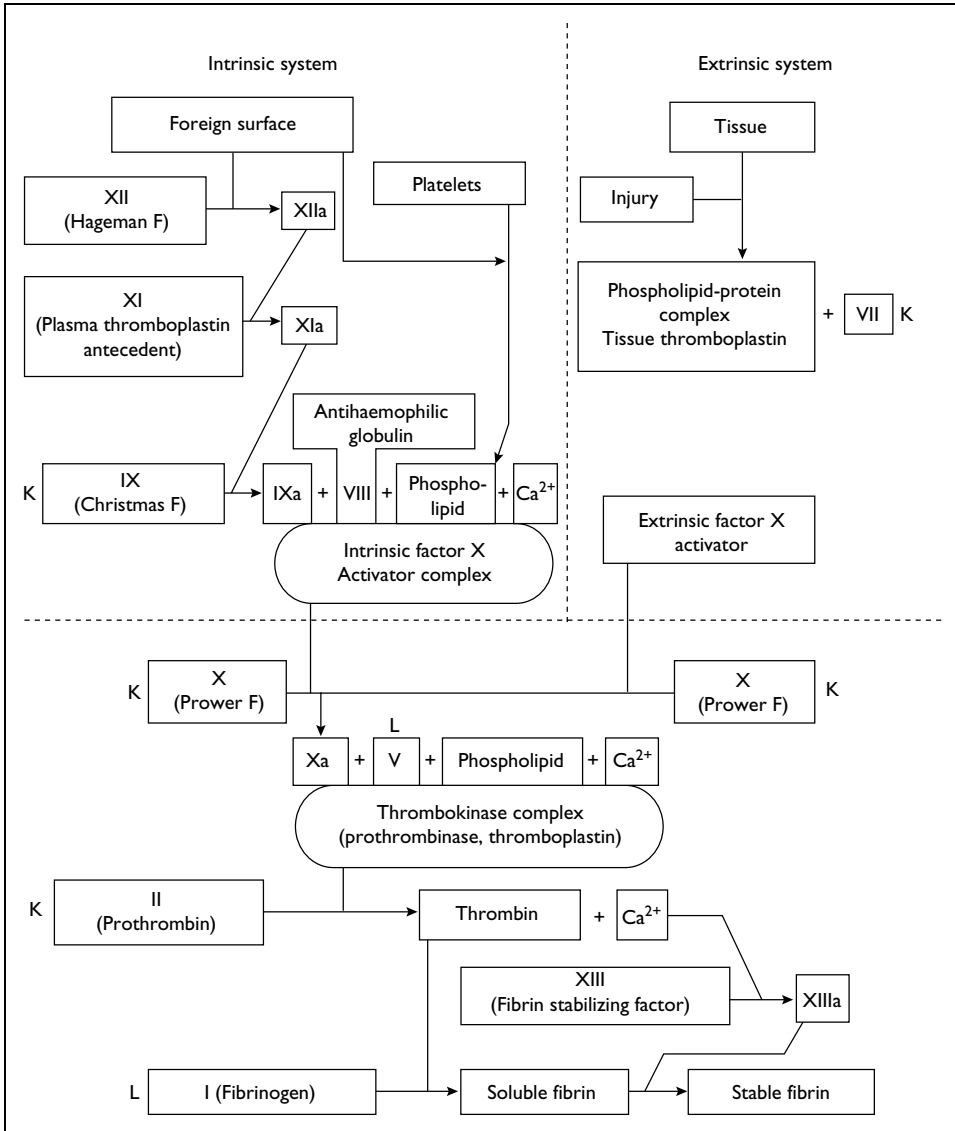 Intrinsic system
Extrinsic system
Foreign surface
Tissue
Platelets
Injury
XII
(Hageman F)
XIIa
XI
(Plasma thromboplastin
antecedent)
XIa
Phospholipid-protein
complex
Tissue thromboplastin
+ VII K
Antihaemophilic
globulin
K
IX
(Christmas F)
IXa + VIII + Phospho-
lipid
+ Ca²⁺
Intrinsic factor X
Activator complex
Extrinsic factor X
activator
K
X
(Prower F)
X
(Prower F)
K
L
Xa + V + Phospholipid + Ca²⁺
Thrombokinase complex
(prothrombinase, thromboplastin)
K
II
(Prothrombin)
Thrombin + Ca²⁺
XIII
(Fibrin stabilizing factor)
XIIIa
L I (Fibrinogen) Soluble fibrin Stable fibrin